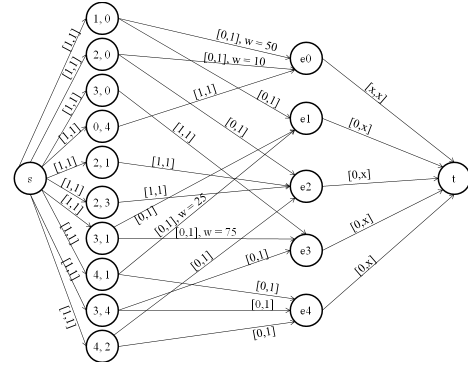 1, 0
2, 0
3, 0
0, 4
2, 1
2, 3
3, 1
4, 1
3, 4
4, 2
s
[1,1]
[1,1]
[1,1]
[1,1]
[1,1]
[1,1]
[1,1]
[1,1]
[1,1]
[1,1]
[0,1], w = 50
[0,1], w = 10
[0,1]
[0,1]
[1,1]
[1,1]
[1,1]
[1,1]
[0,1]
[0,1], w = 25
[0,1], w = 75
[0,1]
[0,1]
[0,1]
[0,1]
[0,1]
e0
e1
e2
e3
e4
[x,x]
[0,x]
[0,x]
[0,x]
[0,x]
t